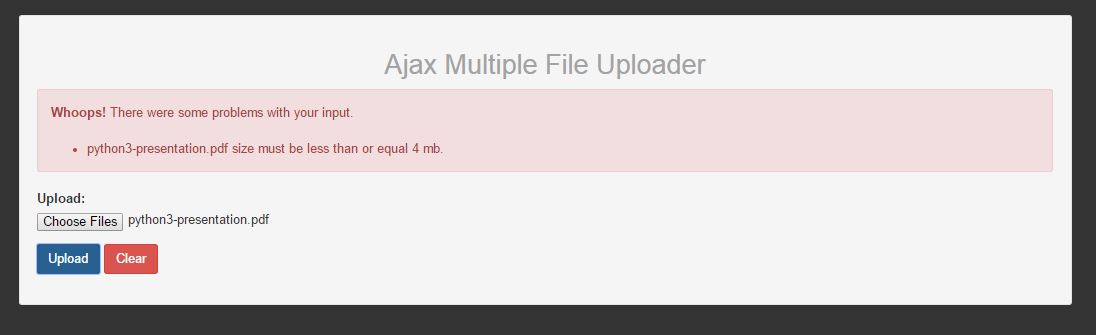 Ajax Multiple File Uploader
Whoops! There were some problems with your input.
python3-presentation.pdf size must be less than or equal 4 mb.
Upload:
Choose Files python3-presentation.pdf
Upload Clear